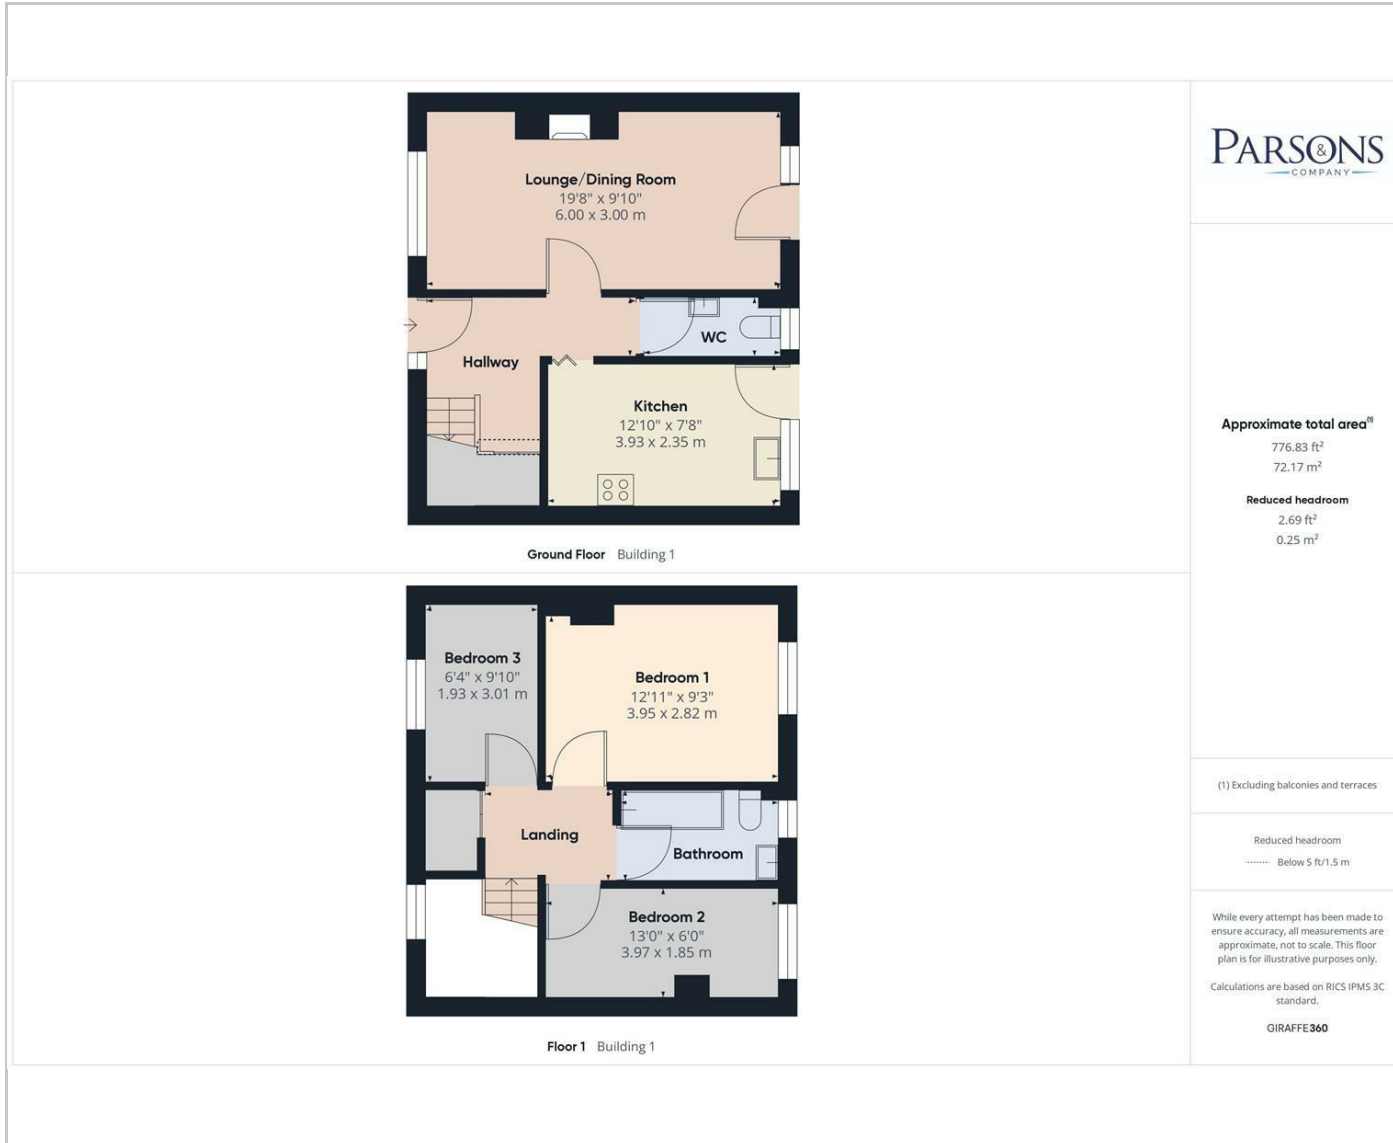 Lounge/Dining Room
19'8" x 9'10"
6.00 x 3.00 m
WC
Hallway
Kitchen
12'10" x 7'8"
3.93 x 2.35 m
Ground Floor Building 1
Bedroom 3
6'4" x 9'10"
1.93 x 3.01 m
Bedroom 1
12'11" x 9'3"
3.95 x 2.82 m
Landing
Bathroom
Bedroom 2
13'0" x 6'0"
3.97 x 1.85 m
Floor 1 Building 1
PARSONS &
COMPANY
Approximate total area(1)
776.83 ft²
72.17 m²
Reduced headroom
2.69 ft²
0.25 m²
(1) Excluding balconies and terraces
Reduced headroom
Below 5 ft/1.5 m
While every attempt has been made to
ensure accuracy, all measurements are
approximate, not to scale. This floor
plan is for illustrative purposes only.
Calculations are based on RICS IPMS 3C
standard.
GIRAFFE360